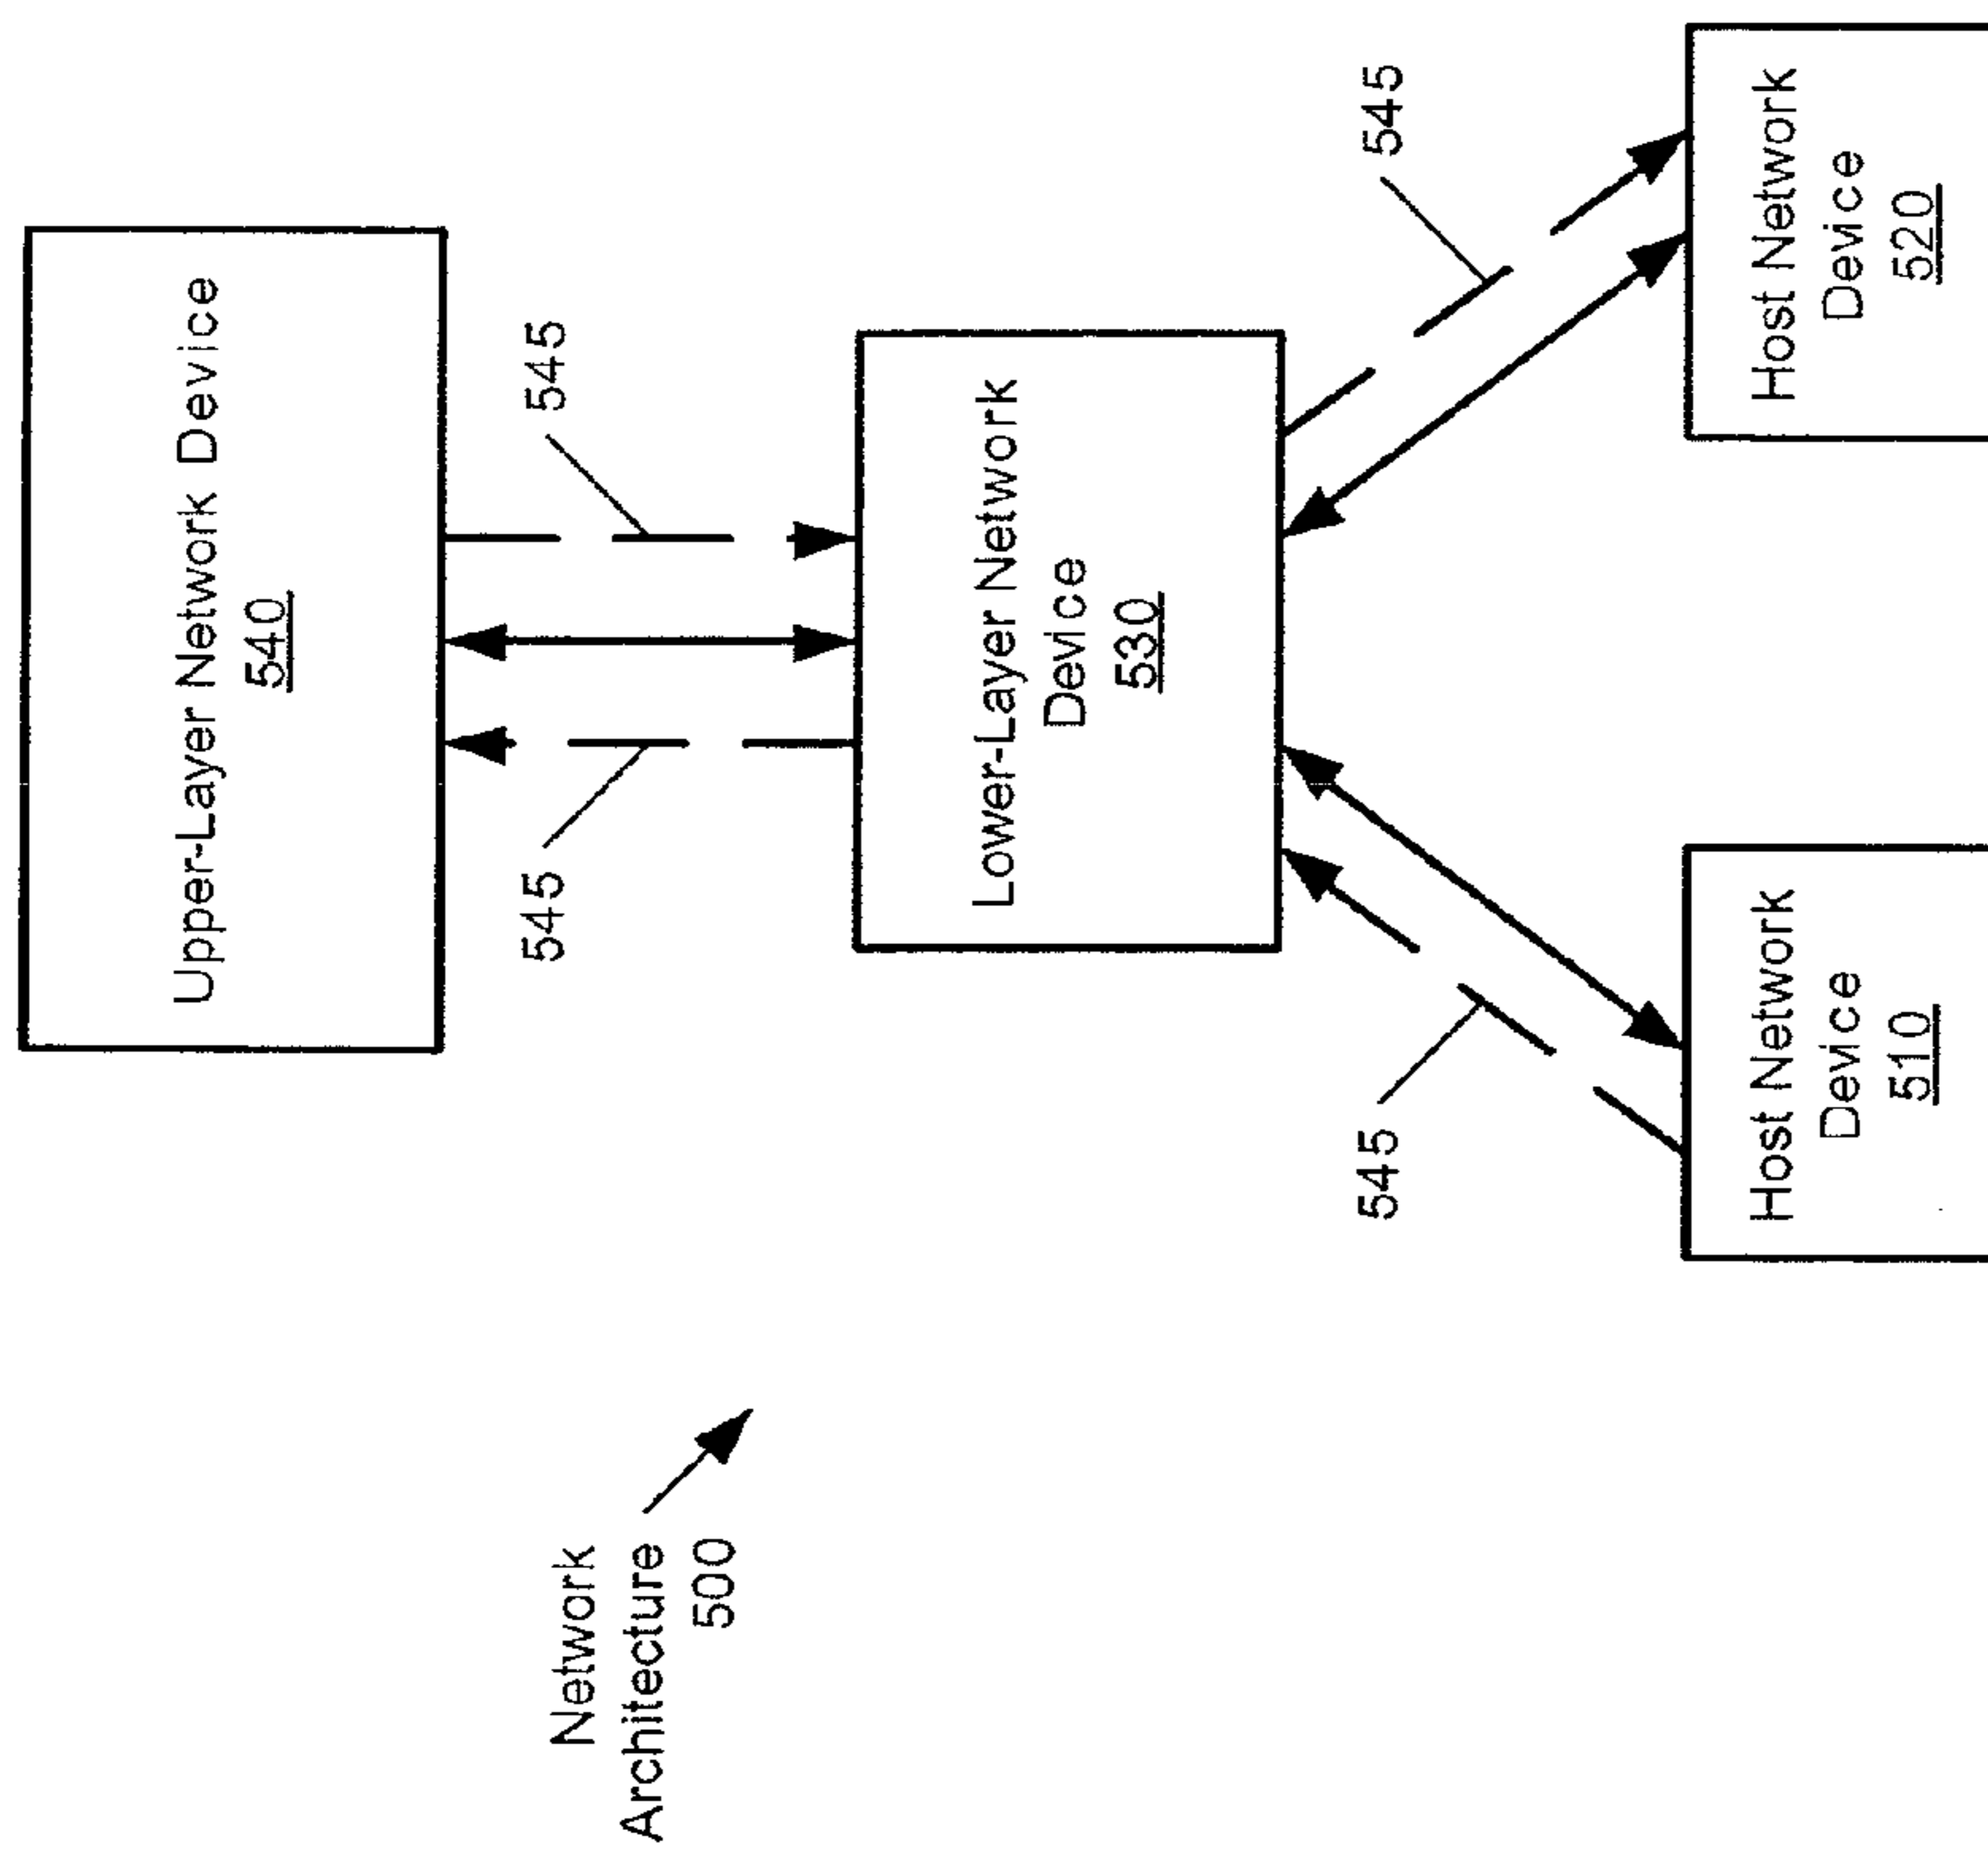 Upper-Layer Network Device
540
545
545
Lower-Layer Network
Device
530
545
545
Host Network
Device
510
Host Network
Device
520
Network
Architecture
500